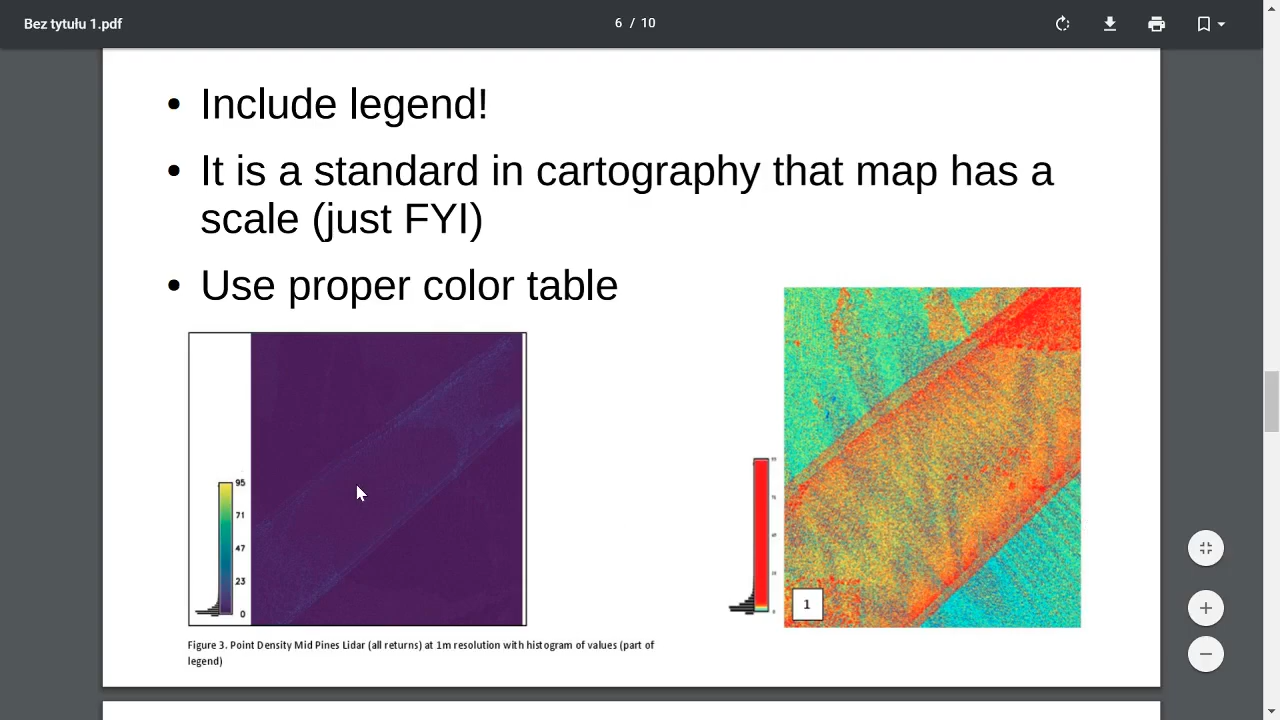 Bez tytułu 1.pdf
6 / 10
• Include legend!
• It is a standard in cartography that map has a
scale (just FYI)
• Use proper color table
95
71
47
23
0
1
Figure 3. Point Density Mid Pines Lidar (all returns) at 1m resolution with histogram of values (part of
legend)